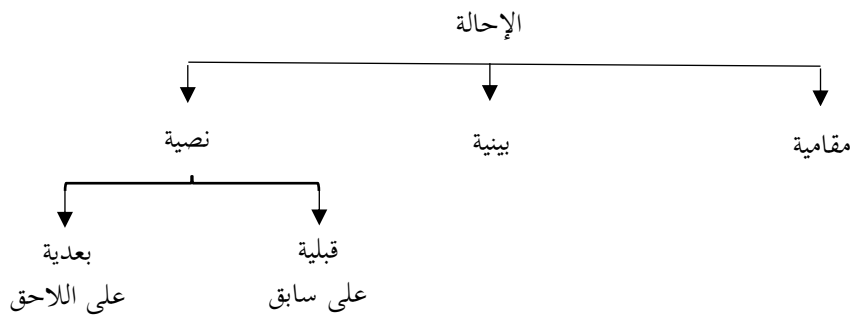 الإحالة
مقامية
بينية
نصية
قبلية
على سابق
بعدية
على اللاحق